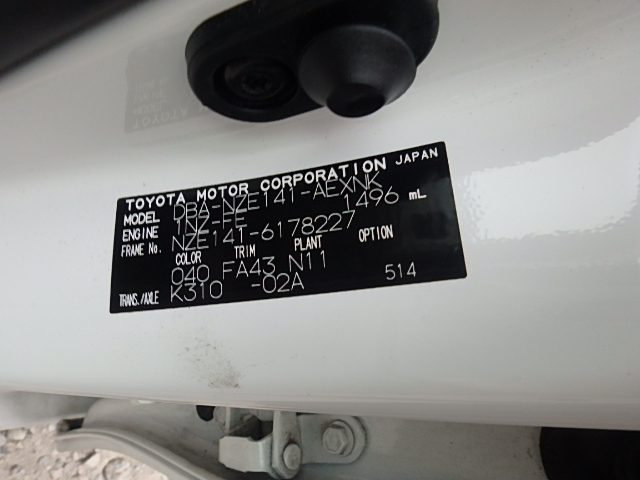 TOYOTA MOTOR CORPORATION JAPAN
MODEL DBA-NZE141-AEXNK
ENGINE 1NZ-FE 1496 mL
FRAME No. NZE141-6178227
COLOR TRIM PLANT OPTION
040 FA43 N11
TRANS./AXLE K310 -02A 514